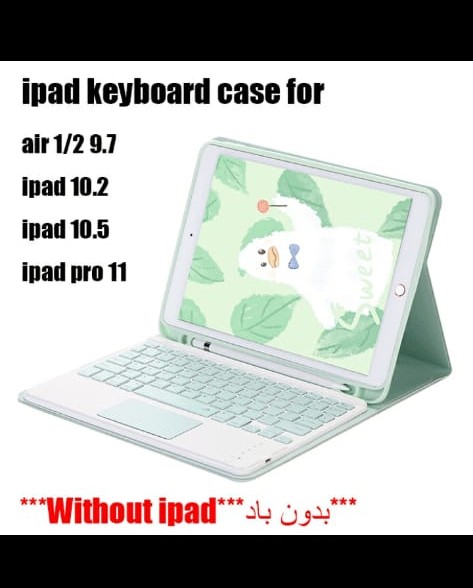 ipad keyboard case for
air 1/2 9.7
ipad 10.2
ipad 10.5
ipad pro 11
Sweet
***Without ipad***بدون باد***